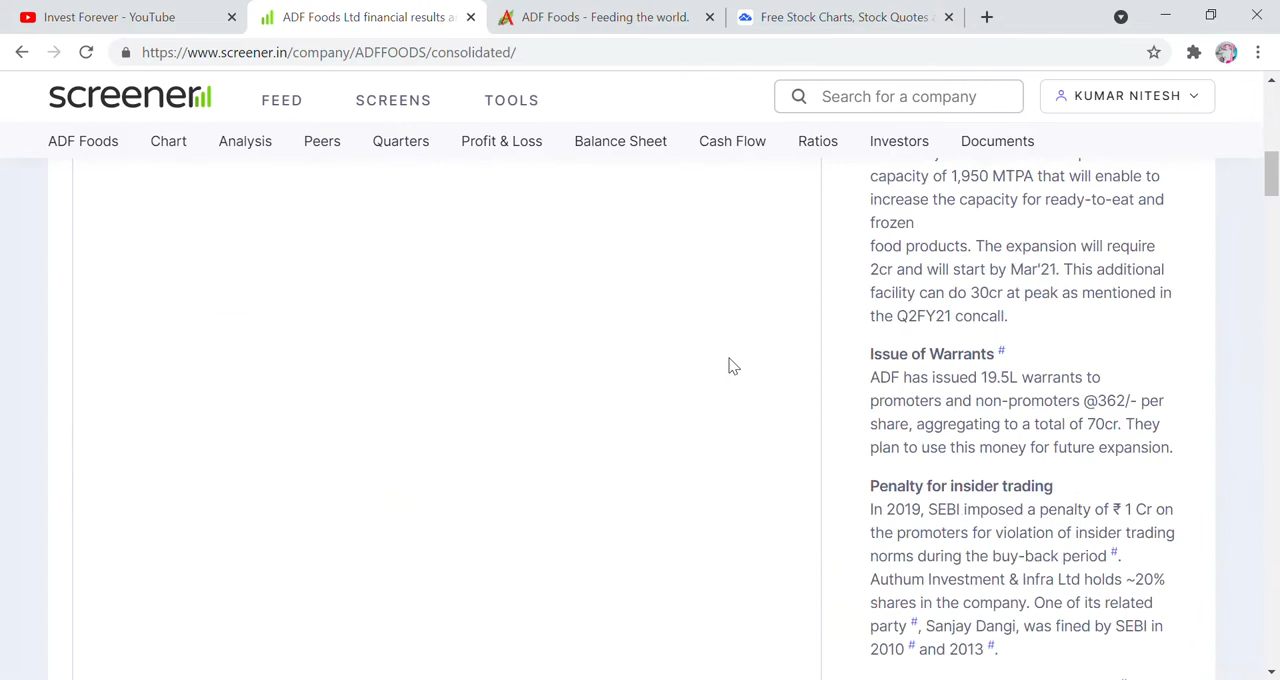 Invest Forever - YouTube
ADF Foods Ltd financial results a
ADF Foods - Feeding the world.
Free Stock Charts, Stock Quotes a
https://www.screener.in/company/ADFFOODS/consolidated/
screener
FEED
SCREENS
TOOLS
Search for a company
KUMAR NITESH
ADF Foods
Chart
Analysis
Peers
Quarters
Profit & Loss
Balance Sheet
Cash Flow
Ratios
Investors
Documents
capacity of 1,950 MTPA that will enable to
increase the capacity for ready-to-eat and
frozen
food products. The expansion will require
2cr and will start by Mar'21. This additional
facility can do 30cr at peak as mentioned in
the Q2FY21 concall.
Issue of Warrants #
ADF has issued 19.5L warrants to
promoters and non-promoters @362/- per
share, aggregating to a total of 70cr. They
plan to use this money for future expansion.
Penalty for insider trading
In 2019, SEBI imposed a penalty of ₹ 1 Cr on
the promoters for violation of insider trading
norms during the buy-back period #.
Authum Investment & Infra Ltd holds ~20%
shares in the company. One of its related
party #, Sanjay Dangi, was fined by SEBI in
2010 # and 2013 #.